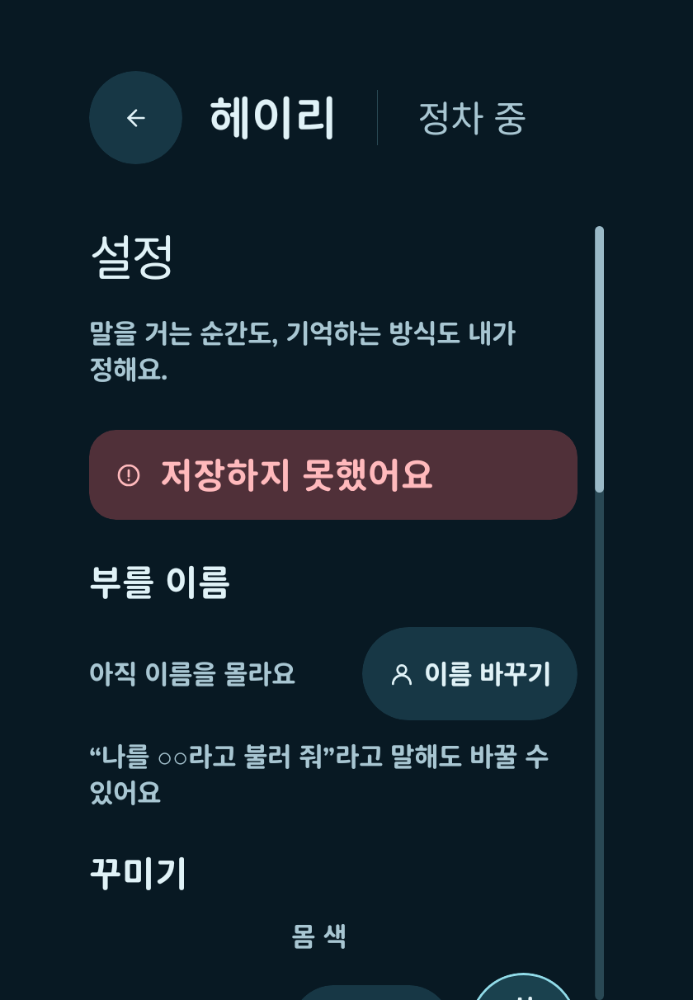 헤이리
정차 중
설정
말을 거는 순간도, 기억하는 방식도 내가
정해요.
저장하지 못했어요
부를 이름
아직 이름을 몰라요
이름 바꾸기
“나를 ○○라고 불러 줘”라고 말해도 바꿀 수
있어요
꾸미기
몸 색